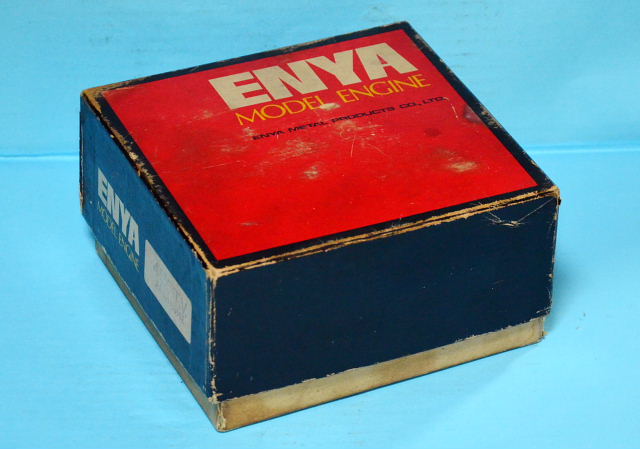 ENYA
MODEL ENGINE
ENYA METAL PRODUCTS CO., LTD.
ENYA
MODEL ENGINE